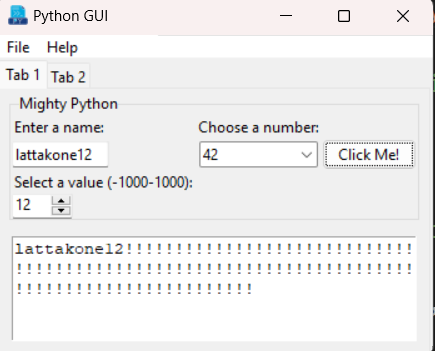 Python GUI
File Help
Tab 1 Tab 2
Mighty Python
Enter a name: Choose a number:
lattakone12 42 Click Me!
Select a value (-1000-1000):
12
lattakone12!!!!!!!!!!!!!!!!!!!!!!!!!!!!!
!!!!!!!!!!!!!!!!!!!!!!!!!!!!!!!!!!!!!!!!
!!!!!!!!!!!!!!!!!!!!!!!!